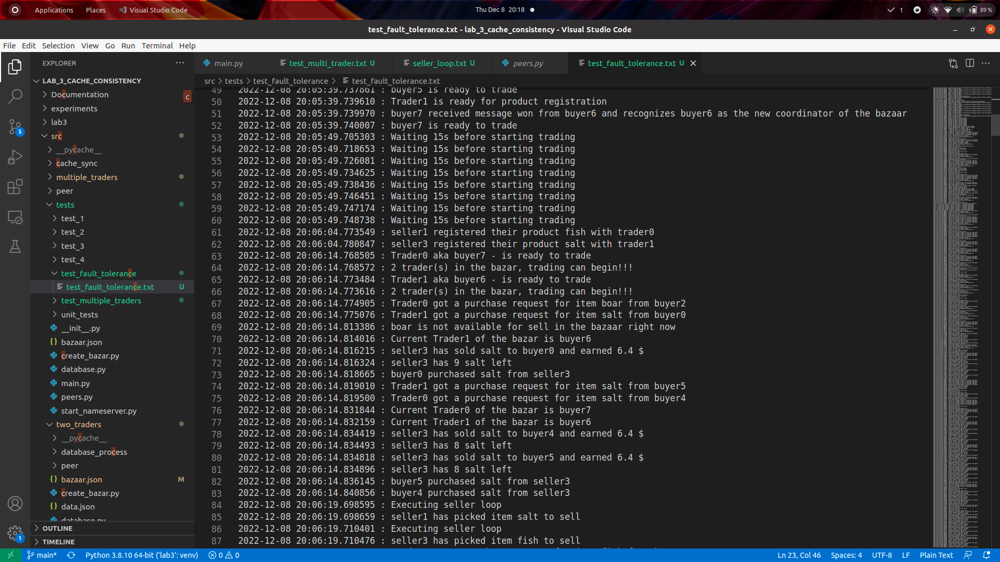 Applications Places Visual Studio Code Thu Dec 8 20:18 1 89 %
test_fault_tolerance.txt - lab_3_cache_consistency - Visual Studio Code
File Edit Selection View Go Run Terminal Help
EXPLORER
LAB_3_CACHE_CONSISTENCY
Documentation
c
experiments
lab3
src
__pycache__
cache_sync
multiple_traders
peer
tests
test_1
test_2
test_3
test_4
test_fault_tolerance
test_fault_tolerance.txt U
test_multiple_traders
unit_tests
__init__.py
bazaar.json
create_bazar.py
database.py
main.py
peers.py
start_nameserver.py
two_traders
__pycache__
database_process
peer
bazaar.json M
create_bazar.py
data.json
database.py
OUTLINE
TIMELINE
5
1
main.py test_multi_trader.txt U seller_loop.txt U peers.py test_fault_tolerance.txt U
src > tests > test_fault_tolerance > test_fault_tolerance.txt
49 2022-12-08 20:05:39.737861 : buyer5 is ready to trade
50 2022-12-08 20:05:39.739610 : Trader1 is ready for product registration
51 2022-12-08 20:05:39.739970 : buyer7 received message won from buyer6 and recognizes buyer6 as the new coordinator of the bazaar
52 2022-12-08 20:05:39.740007 : buyer7 is ready to trade
53 2022-12-08 20:05:49.705303 : Waiting 15s before starting trading
54 2022-12-08 20:05:49.718653 : Waiting 15s before starting trading
55 2022-12-08 20:05:49.726081 : Waiting 15s before starting trading
56 2022-12-08 20:05:49.734625 : Waiting 15s before starting trading
57 2022-12-08 20:05:49.738436 : Waiting 15s before starting trading
58 2022-12-08 20:05:49.746451 : Waiting 15s before starting trading
59 2022-12-08 20:05:49.747174 : Waiting 15s before starting trading
60 2022-12-08 20:05:49.748738 : Waiting 15s before starting trading
61 2022-12-08 20:06:04.773549 : seller1 registered their product fish with trader0
62 2022-12-08 20:06:04.780847 : seller3 registered their product salt with trader1
63 2022-12-08 20:06:14.768505 : Trader0 aka buyer7 - is ready to trade
64 2022-12-08 20:06:14.768572 : 2 trader(s) in the bazar, trading can begin!!!
65 2022-12-08 20:06:14.773484 : Trader1 aka buyer6 - is ready to trade
66 2022-12-08 20:06:14.773616 : 2 trader(s) in the bazar, trading can begin!!!
67 2022-12-08 20:06:14.774905 : Trader0 got a purchase request for item boar from buyer2
68 2022-12-08 20:06:14.775076 : Trader1 got a purchase request for item salt from buyer0
69 2022-12-08 20:06:14.813386 : boar is not available for sell in the bazaar right now
70 2022-12-08 20:06:14.814016 : Current Trader1 of the bazar is buyer6
71 2022-12-08 20:06:14.816215 : seller3 has sold salt to buyer0 and earned 6.4 $
72 2022-12-08 20:06:14.816324 : seller3 has 9 salt left
73 2022-12-08 20:06:14.818665 : buyer0 purchased salt from seller3
74 2022-12-08 20:06:14.819010 : Trader1 got a purchase request for item salt from buyer5
75 2022-12-08 20:06:14.819500 : Trader0 got a purchase request for item salt from buyer4
76 2022-12-08 20:06:14.831844 : Current Trader0 of the bazar is buyer7
77 2022-12-08 20:06:14.832159 : Current Trader1 of the bazar is buyer6
78 2022-12-08 20:06:14.834419 : seller3 has sold salt to buyer4 and earned 6.4 $
79 2022-12-08 20:06:14.834493 : seller3 has 8 salt left
80 2022-12-08 20:06:14.834818 : seller3 has sold salt to buyer5 and earned 6.4 $
81 2022-12-08 20:06:14.834896 : seller3 has 8 salt left
82 2022-12-08 20:06:14.836145 : buyer5 purchased salt from seller3
83 2022-12-08 20:06:14.840856 : buyer4 purchased salt from seller3
84 2022-12-08 20:06:19.698595 : Executing seller loop
85 2022-12-08 20:06:19.698659 : seller1 has picked item salt to sell
86 2022-12-08 20:06:19.710401 : Executing seller loop
87 2022-12-08 20:06:19.710476 : seller3 has picked item fish to sell
main* Python 3.8.10 64-bit ('lab3': venv) 0 0 Ln 23, Col 46 Spaces: 4 UTF-8 LF Plain Text